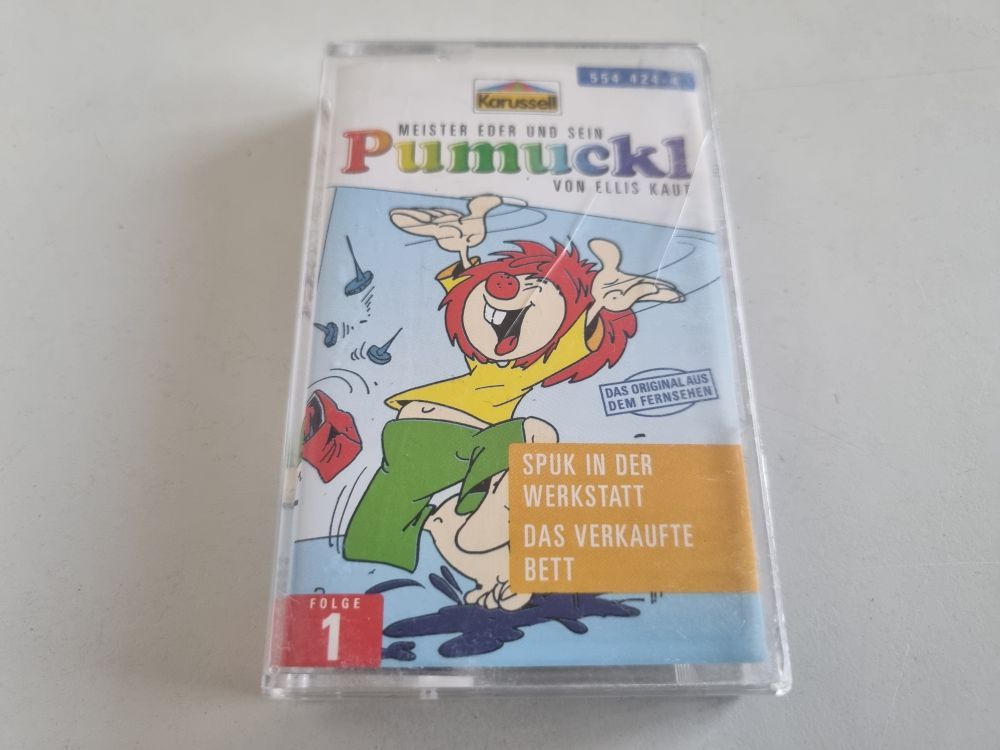 554 424-4
Karussell
MEISTER EDER UND SEIN
Pumuckl
VON ELLIS KAUT
DAS ORIGINAL AUS
DEM FERNSEHEN
SPUK IN DER
WERKSTATT
DAS VERKAUFTE
BETT
FOLGE
1